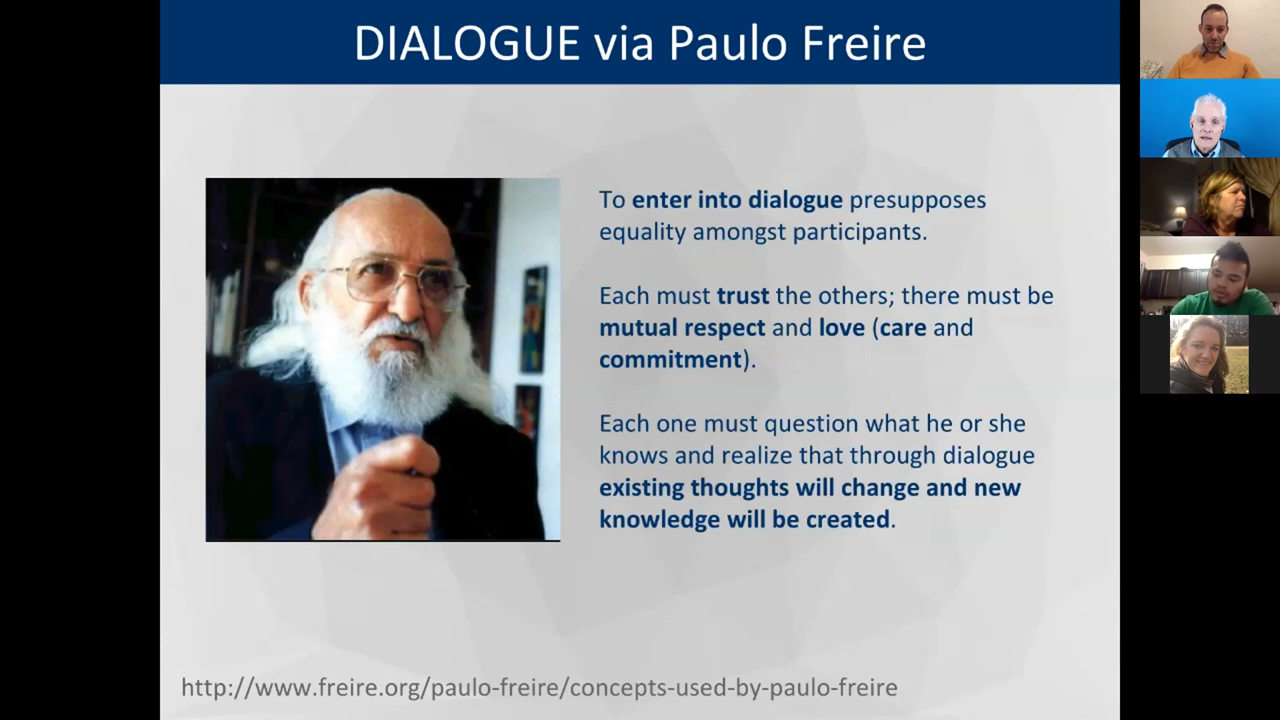 DIALOGUE via Paulo Freire
To enter into dialogue presupposes
equality amongst participants.
Each must trust the others; there must be
mutual respect and love (care and
commitment).
Each one must question what he or she
knows and realize that through dialogue
existing thoughts will change and new
knowledge will be created.
http://www.freire.org/paulo-freire/concepts-used-by-paulo-freire